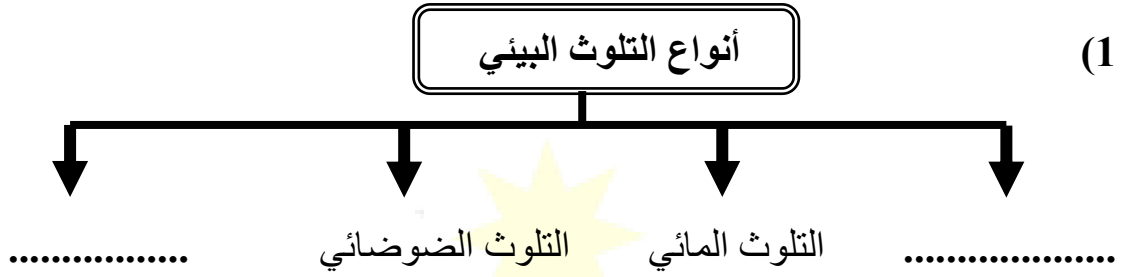 1) أنواع التلوث البيئي
................... التلوث المائي التلوث الضوضائي .................